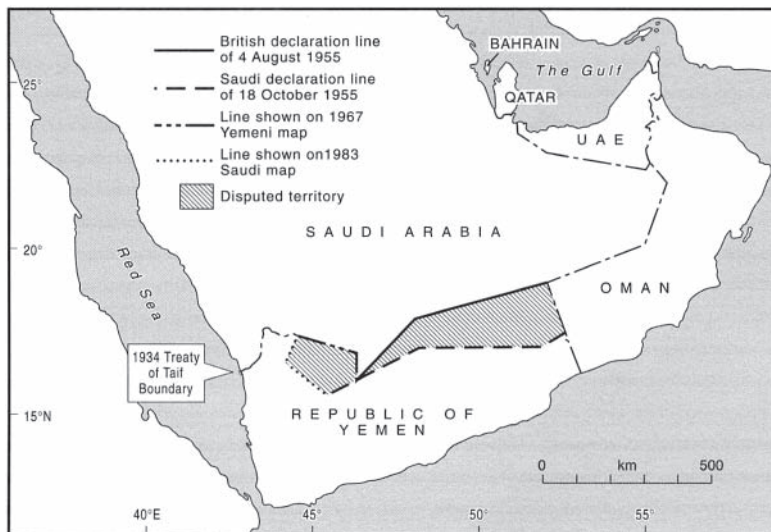 British declaration line
of 4 August 1955
Saudi declaration line
of 18 October 1955
Line shown on 1967
Yemeni map
Line shown on1983
Saudi map
Disputed territory
BAHRAIN
The Gulf
QATAR
UAE
SAUDI ARABIA
OMAN
Red Sea
1934 Treaty
of Taif
Boundary
REPUBLIC OF
YEMEN
0 km 500
25°
20°
15°N
40°E
45°
50°
55°